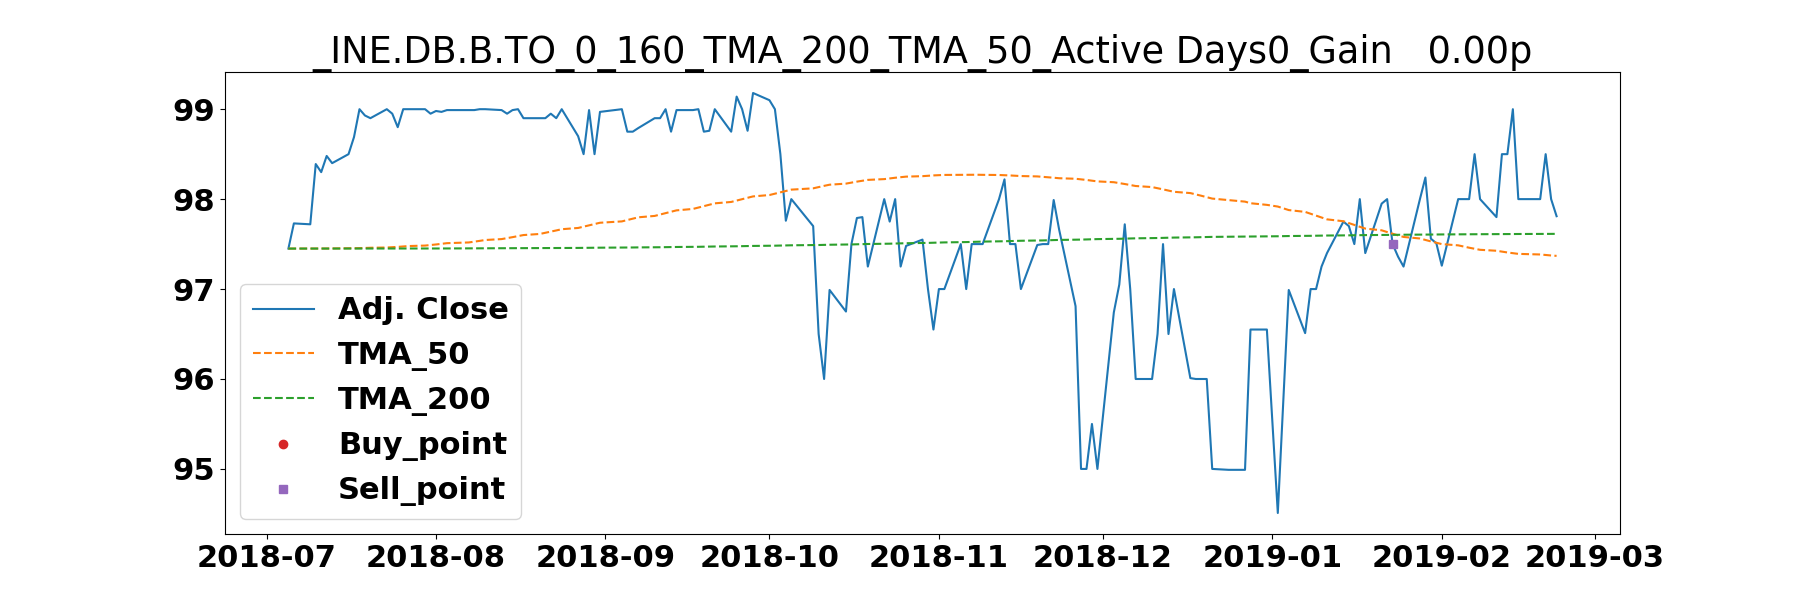 _INE.DB.B.TO_0_160_TMA_200_TMA_50_Active Days0_Gain   0.00p
99
98
97
96
95
Adj. Close
TMA_50
TMA_200
Buy_point
Sell_point
2018-07 2018-08 2018-09 2018-10 2018-11 2018-12 2019-01 2019-02 2019-03